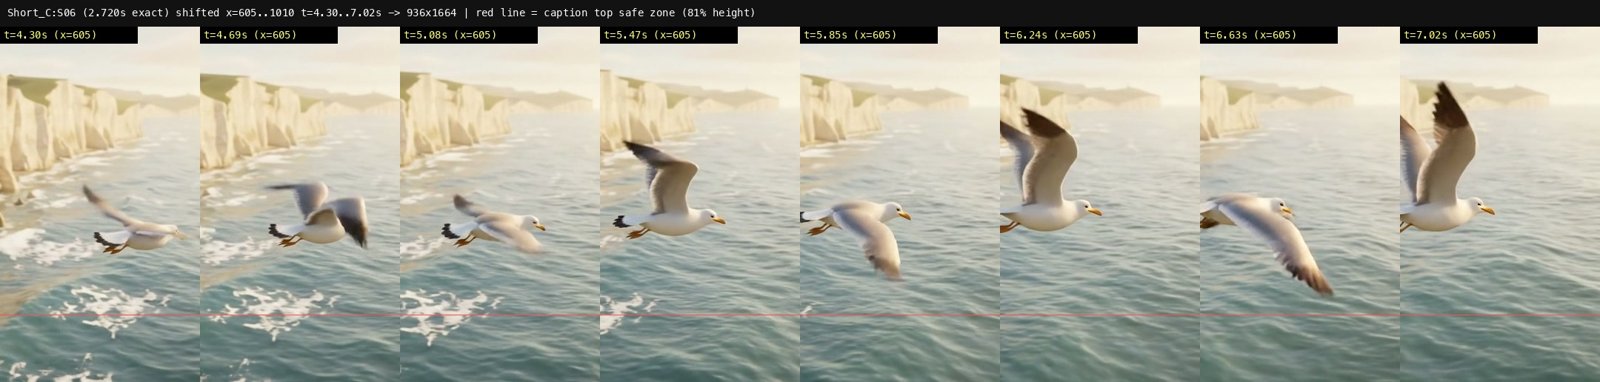 Short_C:S06 (2.720s exact) shifted x=605..1010 t=4.30..7.02s -> 936x1664 | red line = caption top safe zone (81% height)
t=4.30s (x=605)
t=4.69s (x=605)
t=5.08s (x=605)
t=5.47s (x=605)
t=5.85s (x=605)
t=6.24s (x=605)
t=6.63s (x=605)
t=7.02s (x=605)